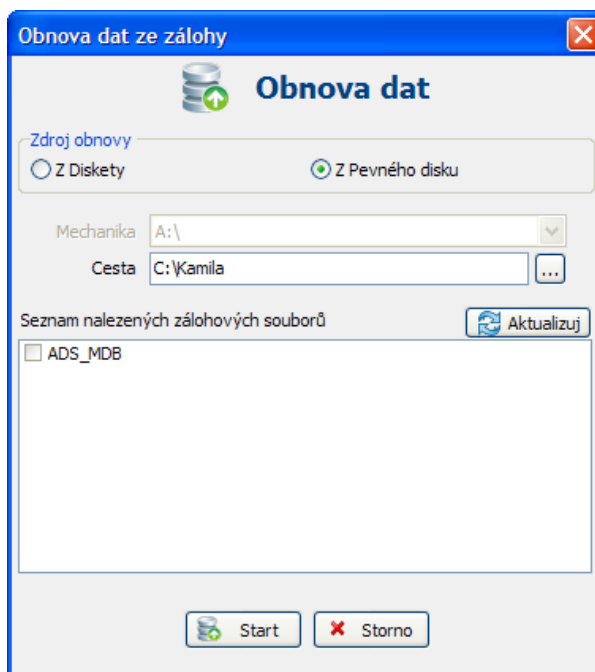 Obnova dat ze zálohy
Obnova dat
Zdroj obnovy
Z Diskety Z Pevného disku
Mechanika A:\
Cesta C:\Kamila ...
Seznam nalezených zálohových souborů Aktualizuj
ADS_MDB
Start Storno